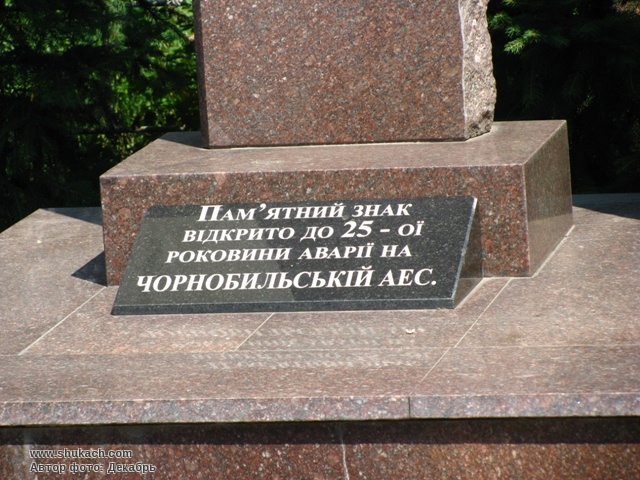 Пам’ятний знак
відкрито до 25 - ої
роковини аварії на
Чорнобильській АЕС.
www.shukach.com
Автор фото: Декабрь